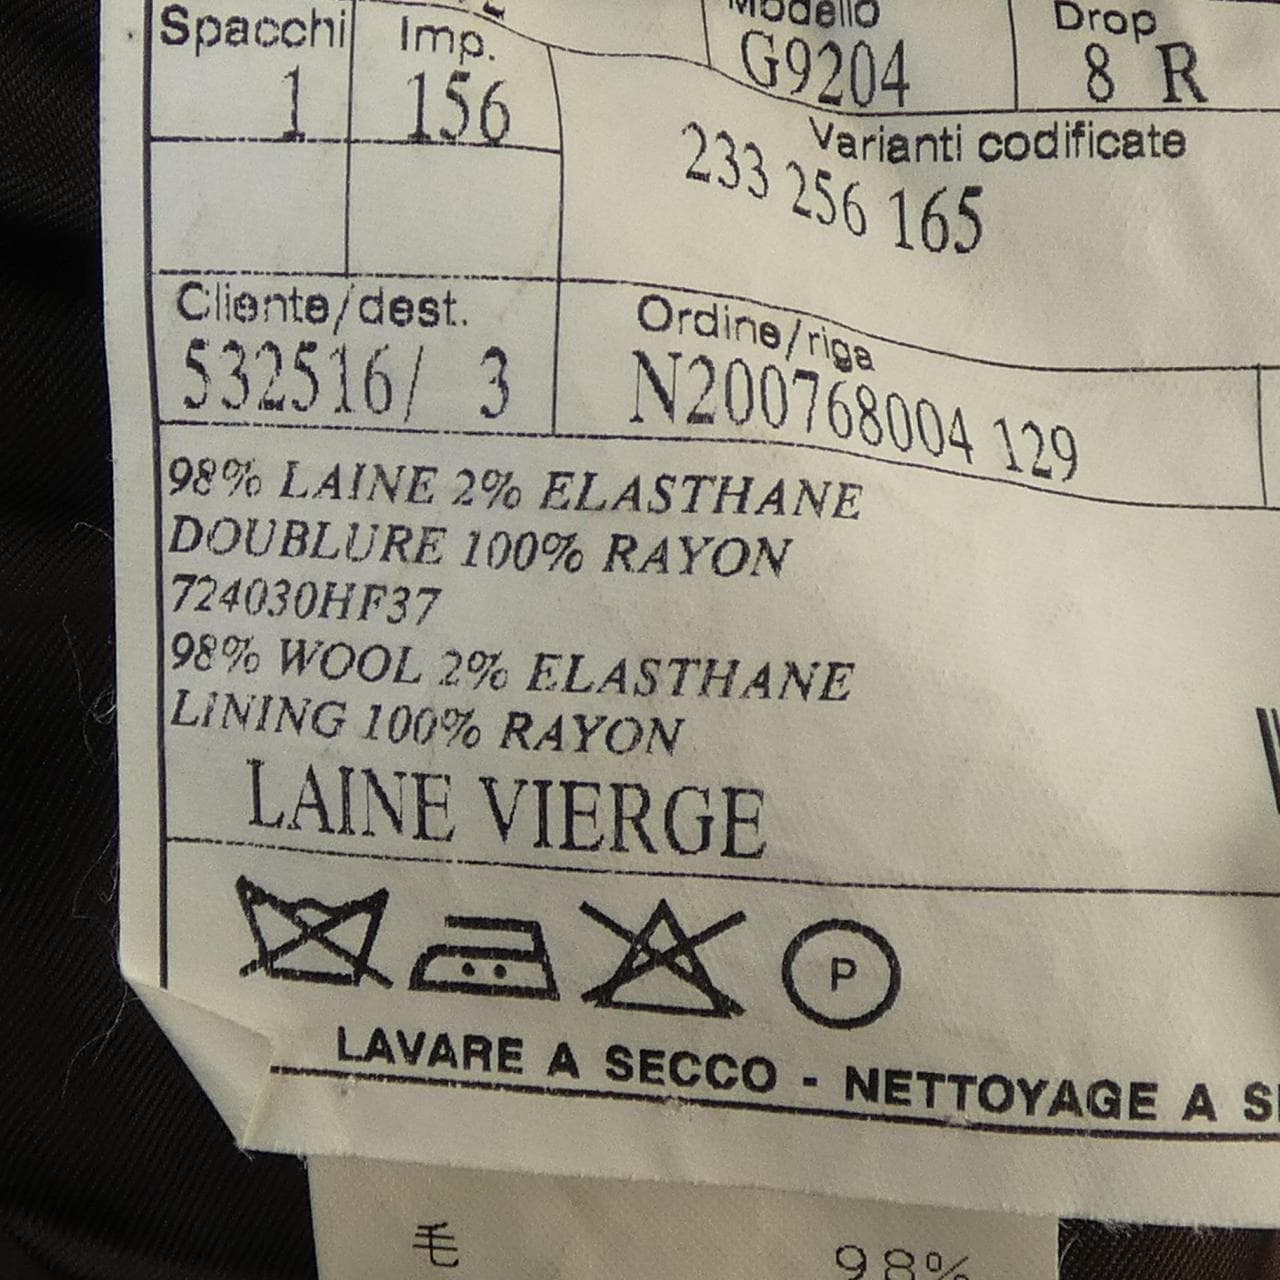 Spacchi Imp. Modello Drop
1 156 G9204 8 R
Varianti codificate
233 256 165
Cliente/dest. Ordine/riga
532516/ 3 N200768004 129
98% LAINE 2% ELASTHANE
DOUBLURE 100% RAYON
724030HF37
98% WOOL 2% ELASTHANE
LINING 100% RAYON
LAINE VIERGE
P
LAVARE A SECCO - NETTOYAGE A
毛 98%